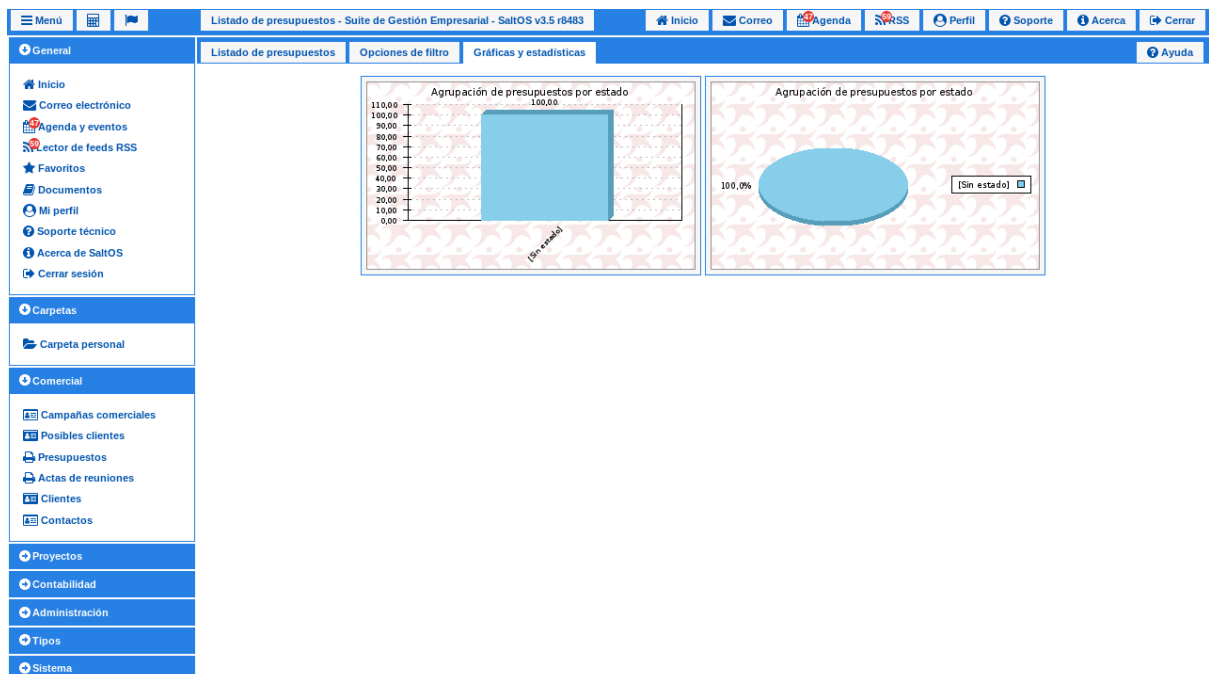 Menú
Listado de presupuestos - Suite de Gestión Empresarial - SaltOS v3.5 r8483
Inicio
Correo
47
Agenda
59
RSS
Perfil
Soporte
Acerca
Cerrar
General
Inicio
Correo electrónico
47
Agenda y eventos
59
Lector de feeds RSS
Favoritos
Documentos
Mi perfil
Soporte técnico
Acerca de SaltOS
Cerrar sesión
Carpetas
Carpeta personal
Comercial
Campañas comerciales
Posibles clientes
Presupuestos
Actas de reuniones
Clientes
Contactos
Proyectos
Contabilidad
Administración
Tipos
Sistema
Listado de presupuestos
Opciones de filtro
Gráficas y estadísticas
Ayuda
Agrupación de presupuestos por estado
100,00
110,00
100,00
90,00
80,00
70,00
60,00
50,00
40,00
30,00
20,00
10,00
0,00
[Sin estado]
Agrupación de presupuestos por estado
100,0%
[Sin estado]